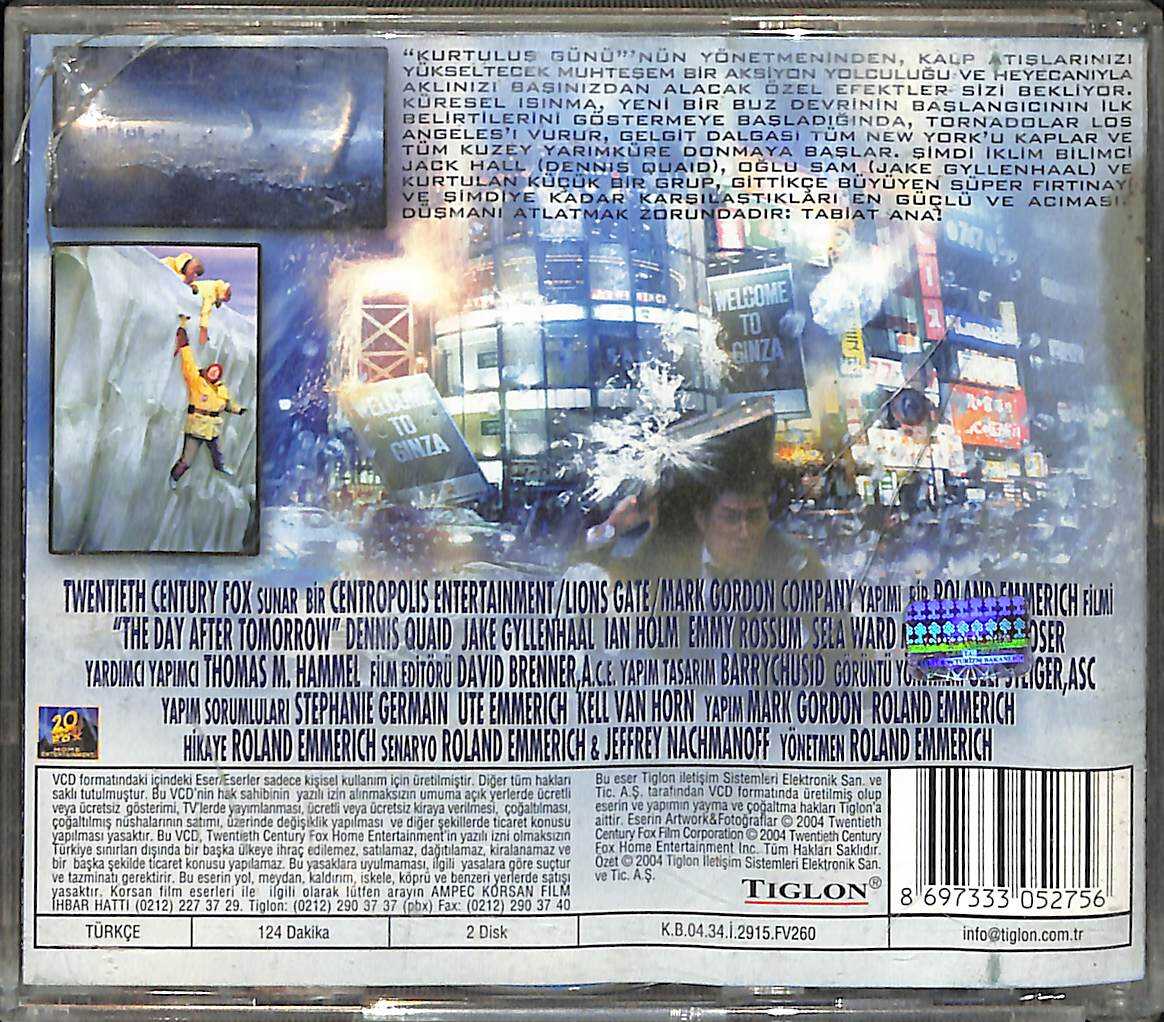 "KURTULUŞ GÜNÜ"'NÜN YÖNETMENİNDEN, KALP ATIŞLARINIZI
YÜKSELTECEK MUHTEŞEM BİR AKSİYON YOLCULUĞU VE HEYECANIYLA
AKLINIZI BAŞINIZDAN ALACAK ÖZEL EFEKTLER SİZİ BEKLİYOR.
KÜRESEL ISINMA, YENİ BİR BUZ DEVRİNİN BAŞLANGICININ İLK
BELİRTİLERİNİ GÖSTERMEYE BAŞLADIĞINDA, TORNADOLAR LOS
ANGELES'I VURUR, GELGİT DALGASI TÜM NEW YORK'U KAPLAR VE
TÜM KUZEY YARIMKÜRE DONMAYA BAŞLAR. ŞİMDİ İKLİM BİLİMCİ
JACK HALL (DENNIS QUAID), OĞLU SAM (JAKE GYLLENHAAL) VE
KURTULAN KÜÇÜK BİR GRUP, GİTTİKÇE BÜYÜYEN SÜPER FIRTINAYI
VE ŞİMDİYE KADAR KARŞILAŞTIKLARI EN GÜÇLÜ VE ACIMASIZ
DÜŞMANI ATLATMAK ZORUNDADIR: TABİAT ANA!
WELCOME
TO
GINZA
WELCOME
TO
GINZA
TWENTIETH CENTURY FOX SUNAR BİR CENTROPOLIS ENTERTAINMENT/LIONS GATE/MARK GORDON COMPANY YAPIMI BİR ROLAND EMMERICH FİLMİ
"THE DAY AFTER TOMORROW" DENNIS QUAID JAKE GYLLENHAAL IAN HOLM EMMY ROSSUM SELA WARD OSER
YARDIMCI YAPIMCI THOMAS M. HAMMEL FİLM EDİTÖRÜ DAVID BRENNER,A.C.E. YAPIM TASARIM BARRYCHUSID GÖRÜNTÜ EIGER,ASC
YAPIM SORUMLULARI STEPHANIE GERMAIN UTE EMMERICH KELL VAN HORN YAPIM MARK GORDON ROLAND EMMERICH
HİKAYE ROLAND EMMERICH SENARYO ROLAND EMMERICH & JEFFREY NACHMANOFF YÖNETMEN ROLAND EMMERICH
T.C.
TURİZM BAKANLIĞI
20
HOME
ENTERTAINMENT
VCD formatındaki içindeki Eser/Eserler sadece kişisel kullanım için üretilmiştir. Diğer tüm hakları
saklı tutulmuştur. Bu VCD'nin hak sahibinin yazılı izin alınmaksızın umuma açık yerlerde ücretli
veya ücretsiz gösterimi, TV'lerde yayımlanması, ücretli veya ücretsiz kiraya verilmesi, çoğaltılması,
çoğaltılmış nüshalarının satımı, üzerinde değişiklik yapılması ve diğer şekillerde ticaret konusu
yapılması yasaktır. Bu VCD, Twentieth Century Fox Home Entertainment'in yazılı izni olmaksızın
Türkiye sınırları dışında bir başka ülkeye ihraç edilemez, satılamaz, dağıtılamaz, kiralanamaz ve
bir başka şekilde ticaret konusu yapılamaz. Bu yasaklara uyulmaması, ilgili yasalara göre suçtur
ve tazminatı gerektirir. Bu eserin yol, meydan, kaldırım, iskele, köprü ve benzeri yerlerde satışı
yasaktır. Korsan film eserleri ile ilgili olarak lütfen arayın AMPEC KORSAN FİLM
İHBAR HATTI (0212) 227 37 29. Tiglon: (0212) 290 37 37 (pbx) Fax: (0212) 290 37 40
Bu eser Tiglon iletişim Sistemleri Elektronik San. ve
Tic. A.Ş. tarafından VCD formatında üretilmiş olup
eserin ve yapımın yayma ve çoğaltma hakları Tiglon'a
aittir. Eserin Artwork&Fotoğraflar © 2004 Twentieth
Century Fox Film Corporation © 2004 Twentieth Century
Fox Home Entertainment Inc. Tüm Hakları Saklıdır.
Özet © 2004 Tiglon İletişim Sistemleri Elektronik San.
ve Tic. A.Ş.
TIGLON®
8 697333 052756
TÜRKÇE
124 Dakika
2 Disk
K.B.04.34.İ.2915.FV260
info@tiglon.com.tr